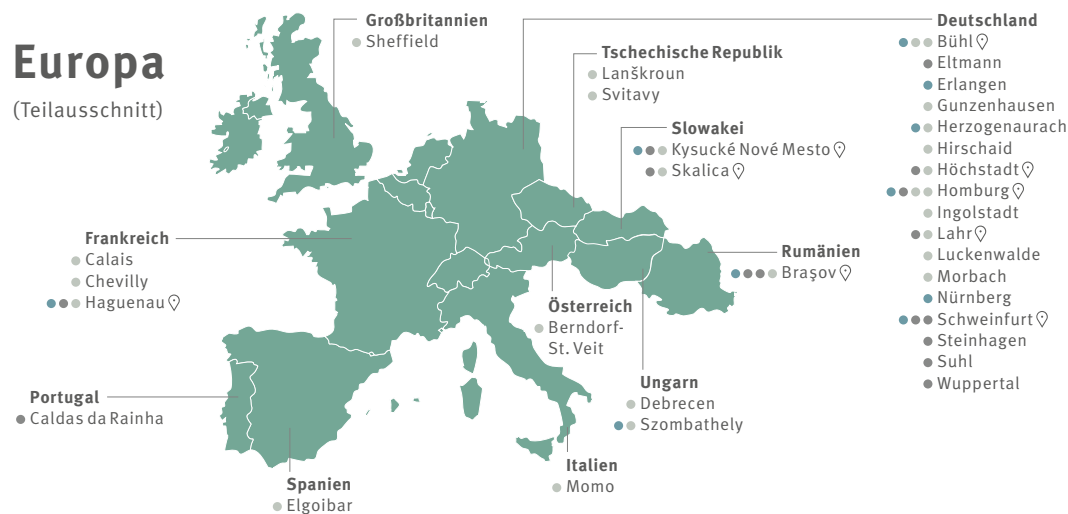 Europa
(Teilausschnitt)
Großbritannien
Sheffield
Tschechische Republik
Lanškroun
Svitavy
Slowakei
Kysucké Nové Mesto
Skalica
Frankreich
Calais
Chevilly
Haguenau
Rumänien
Braşov
Österreich
Berndorf-
St. Veit
Ungarn
Debrecen
Szombathely
Portugal
Caldas da Rainha
Italien
Momo
Spanien
Elgoibar
Deutschland
Bühl
Eltmann
Erlangen
Gunzenhausen
Herzogenaurach
Hirschaid
Höchstadt
Homburg
Ingolstadt
Lahr
Luckenwalde
Morbach
Nürnberg
Schweinfurt
Steinhagen
Suhl
Wuppertal